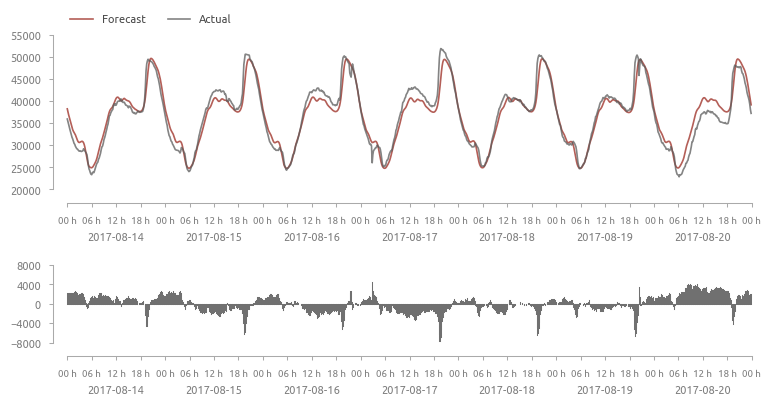 Forecast Actual
55000
50000
45000
40000
35000
30000
25000
20000
00 h 06 h 12 h 18 h 00 h 06 h 12 h 18 h 00 h 06 h 12 h 18 h 00 h 06 h 12 h 18 h 00 h 06 h 12 h 18 h 00 h 06 h 12 h 18 h 00 h 06 h 12 h 18 h 00 h
2017-08-14 2017-08-15 2017-08-16 2017-08-17 2017-08-18 2017-08-19 2017-08-20
8000
4000
0
−4000
−8000
00 h 06 h 12 h 18 h 00 h 06 h 12 h 18 h 00 h 06 h 12 h 18 h 00 h 06 h 12 h 18 h 00 h 06 h 12 h 18 h 00 h 06 h 12 h 18 h 00 h 06 h 12 h 18 h 00 h
2017-08-14 2017-08-15 2017-08-16 2017-08-17 2017-08-18 2017-08-19 2017-08-20